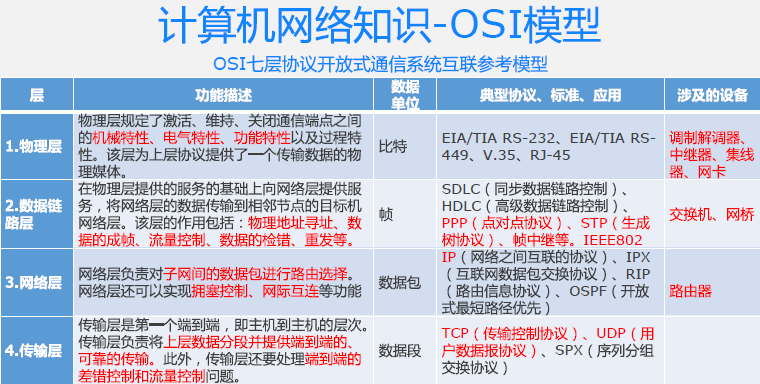 计算机网络知识-OSI模型
OSI七层协议开放式通信系统互联参考模型
层
功能描述
数据
单位
典型协议、标准、应用
涉及的设备
1.物理层
物理层规定了激活、维持、关闭通信端点之间
的机械特性、电气特性、功能特性以及过程特
性。该层为上层协议提供了一个传输数据的物
理媒体。
比特
EIA/TIA RS-232、EIA/TIA RS-
449、V.35、RJ-45
调制解调器、
中继器、集线
器、网卡
2.数据链
路层
在物理层提供的服务的基础上向网络层提供服
务，将网络层的数据传输到相邻节点的目标机
网络层。该层的作用包括：物理地址寻址、数
据的成帧、流量控制、数据的检错、重发等。
帧
SDLC（同步数据链路控制）、
HDLC（高级数据链路控制）、
PPP（点对点协议）、STP（生成
树协议）、帧中继等。IEEE802
交换机、网桥
3.网络层
网络层负责对子网间的数据包进行路由选择。
网络层还可以实现拥塞控制、网际互连等功能
数据包
IP（网络之间互联的协议）、IPX
（互联网数据包交换协议）、RIP
（路由信息协议）、OSPF（开放
式最短路径优先）
路由器
4.传输层
传输层是第一个端到端，即主机到主机的层次。
传输层负责将上层数据分段并提供端到端的、
可靠的传输。此外，传输层还要处理端到端的
差错控制和流量控制问题。
数据段
TCP（传输控制协议）、UDP（用
户数据报协议）、SPX（序列分组
交换协议）